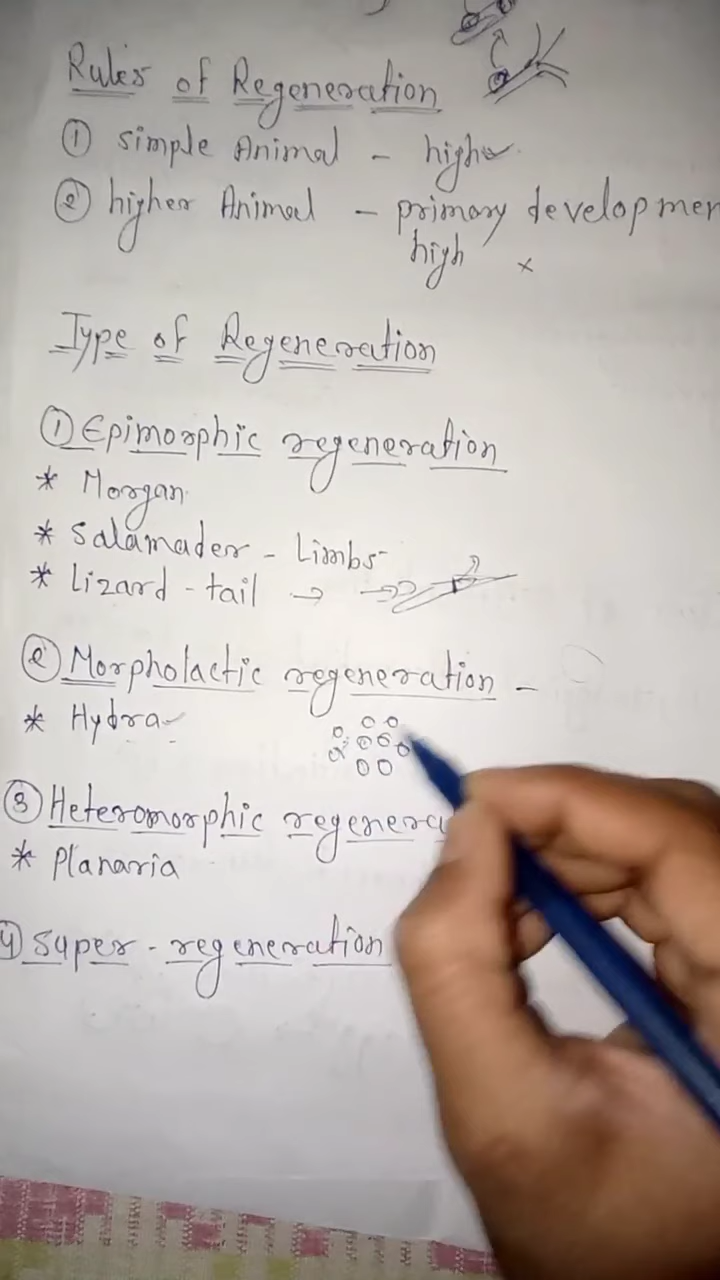 Rules of Regeneration
① simple Animal - high
② higher Animal - primary developmen
high ×
Type of Regeneration
① Epimorphic regeneration
* Morgan
* Salamader - Limbs
* Lizard - tail →
② Morpholactic regeneration -
* Hydra
③ Heteromorphic regenera
* Planaria
4) Super - regeneration